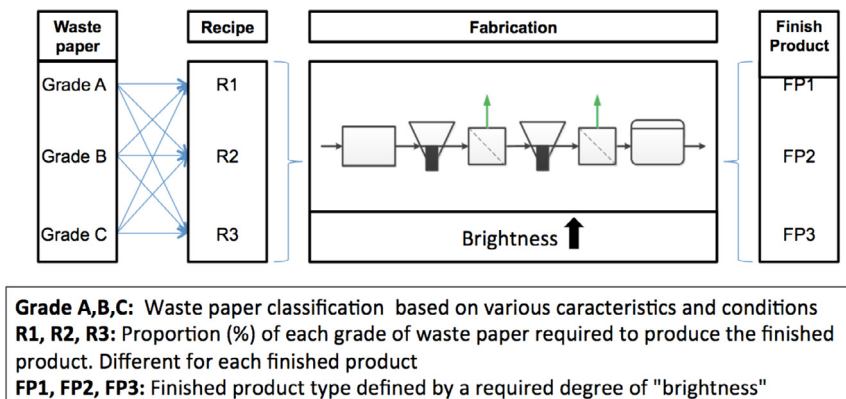 Waste
paper
Recipe
Fabrication
Finish
Product
Grade A
R1
FP1
Grade B
R2
FP2
Grade C
R3
FP3
Brightness
Grade A,B,C: Waste paper classification based on various caracteristics and conditions
R1, R2, R3: Proportion (%) of each grade of waste paper required to produce the finished
product. Different for each finished product
FP1, FP2, FP3: Finished product type defined by a required degree of "brightness"